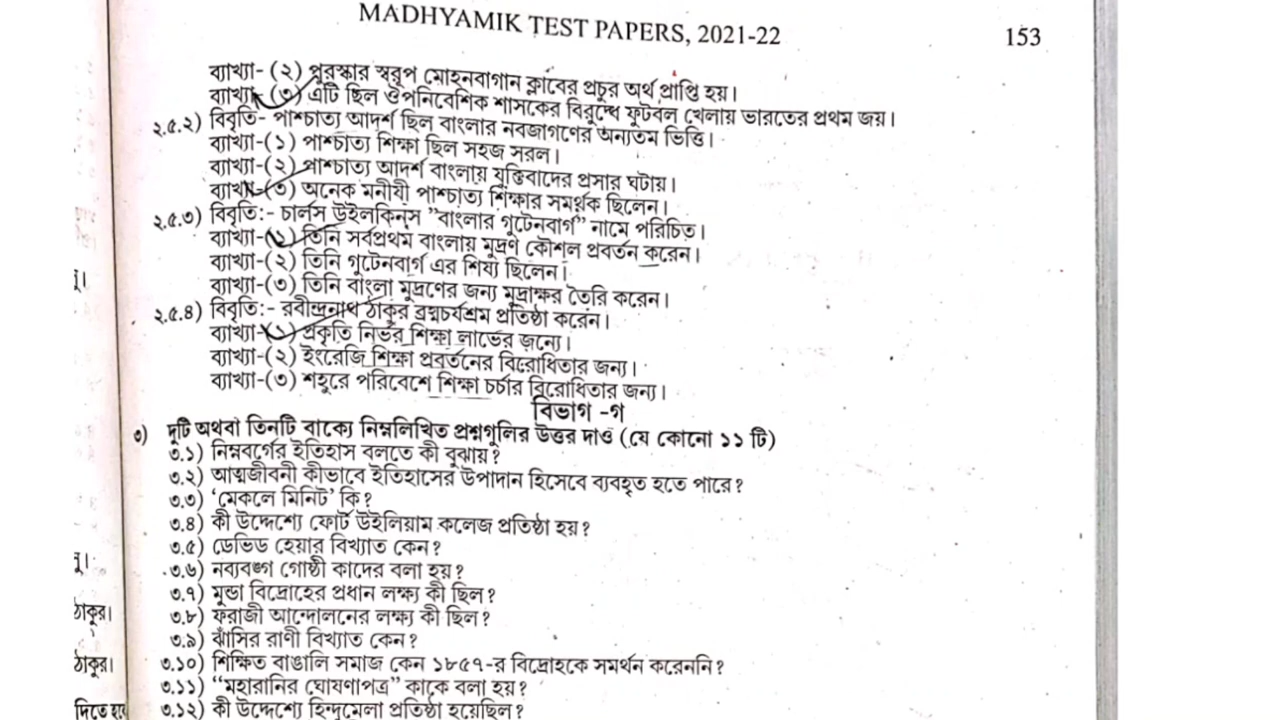 MADHYAMIK TEST PAPERS, 2021-22
153
ব্যাখ্যা- (২) পুরস্কার স্বরূপ মোহনবাগান ক্লাবের প্রচুর অর্থ প্রাপ্তি হয়।
ব্যাখ্যা- (৩) এটি ছিল ঔপনিবেশিক শাসকের বিরুদ্ধে ফুটবল খেলায় ভারতের প্রথম জয়।
২.৫.২) বিবৃতি- পাশ্চাত্য আদর্শ ছিল বাংলার নবজাগণের অন্যতম ভিত্তি।
ব্যাখ্যা-(১) পাশ্চাত্য শিক্ষা ছিল সহজ সরল।
ব্যাখ্যা-(২) পাশ্চাত্য আদর্শ বাংলায় যুক্তিবাদের প্রসার ঘটায়।
ব্যাখ্যা-(৩) অনেক মনীষী পাশ্চাত্য শিক্ষার সমর্থক ছিলেন।
২.৫.৩) বিবৃতি:- চার্লস উইলকিন্স ”বাংলার গুটেনবার্গ” নামে পরিচিত।
ব্যাখ্যা-(১) তিনি সর্বপ্রথম বাংলায় মুদ্রণ কৌশল প্রবর্তন করেন।
ব্যাখ্যা-(২) তিনি গুটেনবার্গ এর শিষ্য ছিলেন।
ব্যাখ্যা-(৩) তিনি বাংলা মুদ্রণের জন্য মুদ্রাক্ষর তৈরি করেন।
২.৫.৪) বিবৃতি:- রবীন্দ্রনাথ ঠাকুর ব্রহ্মচর্যশ্রম প্রতিষ্ঠা করেন।
ব্যাখ্যা-(১) প্রকৃতি নির্ভর শিক্ষা লাভের জন্যে।
ব্যাখ্যা-(২) ইংরেজি শিক্ষা প্রবর্তনের বিরোধিতার জন্য।
ব্যাখ্যা-(৩) শহুরে পরিবেশে শিক্ষা চর্চার বিরোধিতার জন্য।
বিভাগ -গ
৩) দুটি অথবা তিনটি বাক্যে নিম্নলিখিত প্রশ্নগুলির উত্তর দাও (যে কোনো ১১ টি)
৩.১) নিম্নবর্গের ইতিহাস বলতে কী বুঝায়?
৩.২) আত্মজীবনী কীভাবে ইতিহাসের উপাদান হিসেবে ব্যবহৃত হতে পারে?
৩.৩) ‘মেকলে মিনিট’ কি?
৩.৪) কী উদ্দেশ্যে ফোর্ট উইলিয়াম কলেজ প্রতিষ্ঠা হয়?
৩.৫) ডেভিড হেয়ার বিখ্যাত কেন?
৩.৬) নব্যবঙ্গ গোষ্ঠী কাদের বলা হয়?
৩.৭) মুন্ডা বিদ্রোহের প্রধান লক্ষ্য কী ছিল?
৩.৮) ফরাজী আন্দোলনের লক্ষ্য কী ছিল?
৩.৯) ঝাঁসির রাণী বিখ্যাত কেন?
ঠাকুর।
৩.১০) শিক্ষিত বাঙালি সমাজ কেন ১৮৫৭-র বিদ্রোহকে সমর্থন করেননি?
ঠাকুর।
৩.১১) “মহারানির ঘোষণাপত্র” কাকে বলা হয়?
৩.১২) কী উদ্দেশ্যে হিন্দুমেলা প্রতিষ্ঠা হয়েছিল?
দিতে